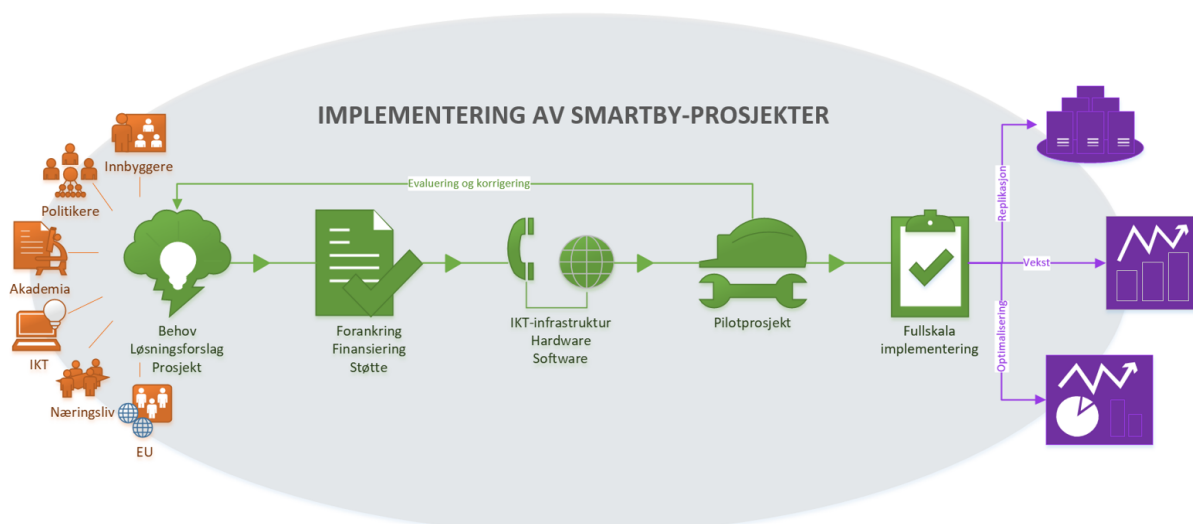 IMPLEMENTERING AV SMARTBY-PROSJEKTER
Innbyggere
Politikere
Akademia
IKT
Næringsliv
EU
Evaluering og korrigering
Behov
Løsningsforslag
Prosjekt
Forankring
Finansiering
Støtte
IKT-infrastruktur
Hardware
Software
Pilotprosjekt
Fullskala
implementering
Replikasjon
Vekst
Optimalisering